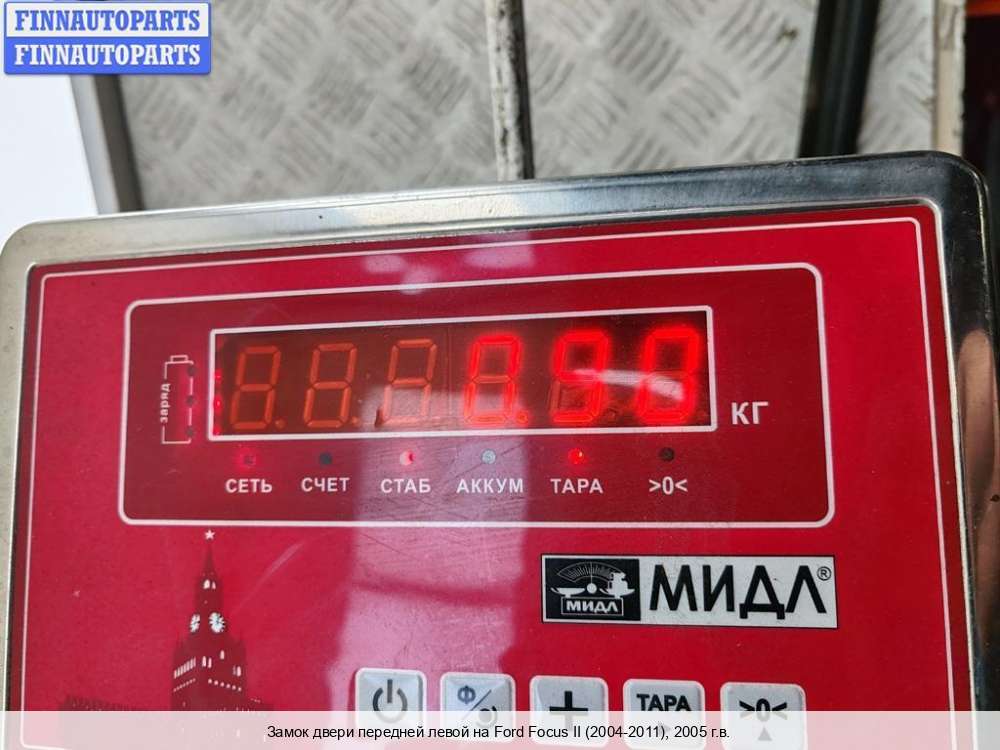 FINNAUTOPARTS
FINNAUTOPARTS
заряд
0.90
КГ
СЕТЬ СЧЕТ СТАБ АККУМ ТАРА >0<
МИДЛ
МИДЛ®
Ф
ТАРА
>0<
Замок двери передней левой на Ford Focus II (2004-2011), 2005 г.в.